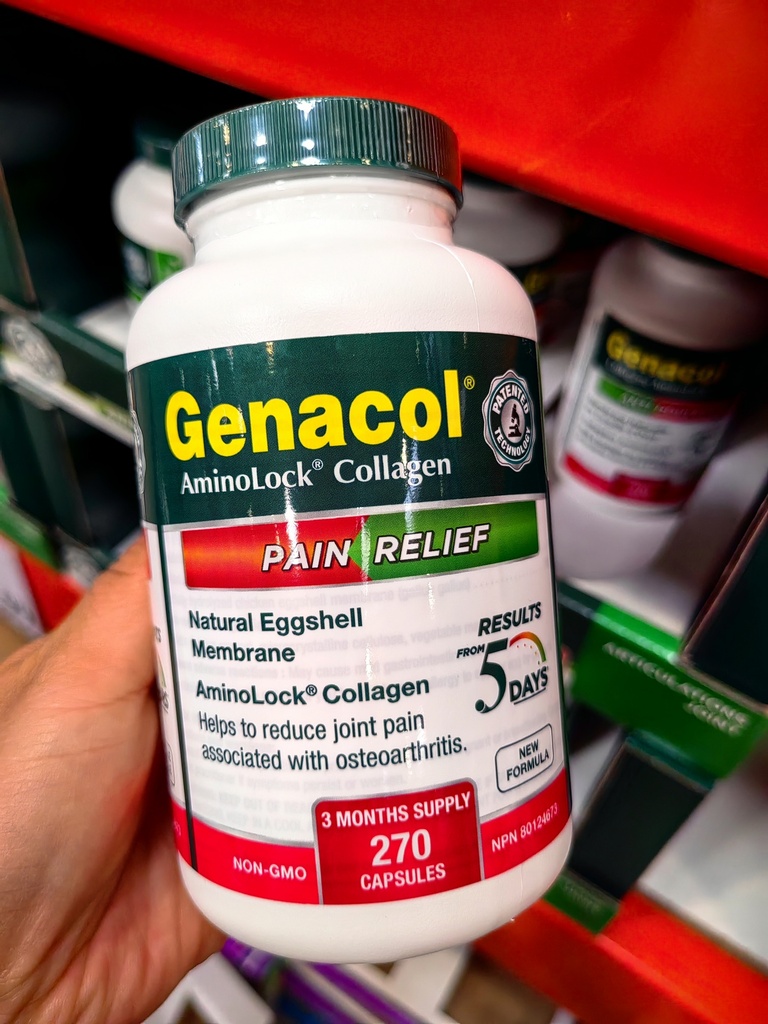 Genacol®
AminoLock® Collagen
PATENTED
TECHNOLOGY
PAIN RELIEF
Natural Eggshell
Membrane
AminoLock® Collagen
Helps to reduce joint pain
associated with osteoarthritis.
RESULTS
FROM
5
DAYS
NEW
FORMULA
3 MONTHS SUPPLY
270
CAPSULES
NON-GMO
NPN 80124673
Genacol
ARTICULATIONS
JOINT